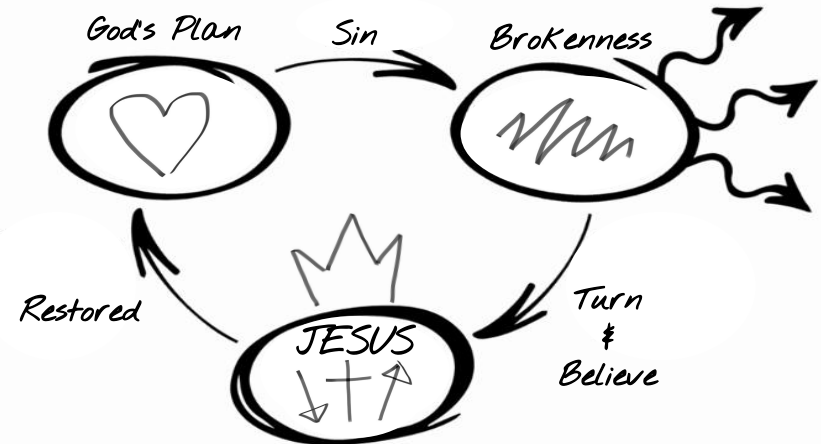 God's Plan
Sin
Brokenness
Restored
JESUS
Turn
&
Believe